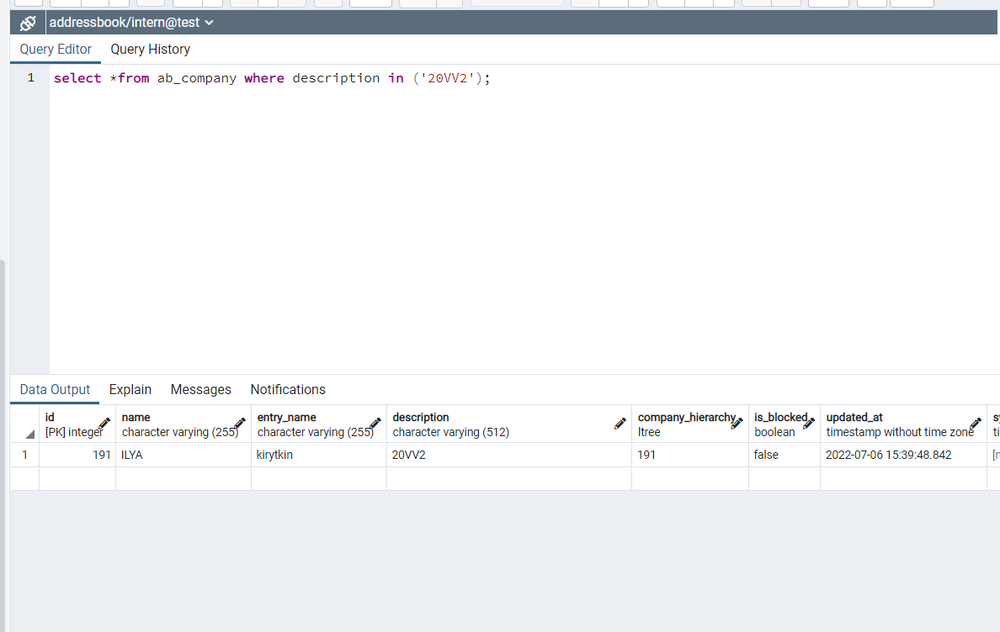 addressbook/intern@test
Query Editor Query History
1 select *from ab_company where description in ('20VV2');
Data Output Explain Messages Notifications
id name entry_name description company_hierarchy is_blocked updated_at
[PK] integer character varying (255) character varying (255) character varying (512) ltree boolean timestamp without time zone
1 191 ILYA kirytkin 20VV2 191 false 2022-07-06 15:39:48.842